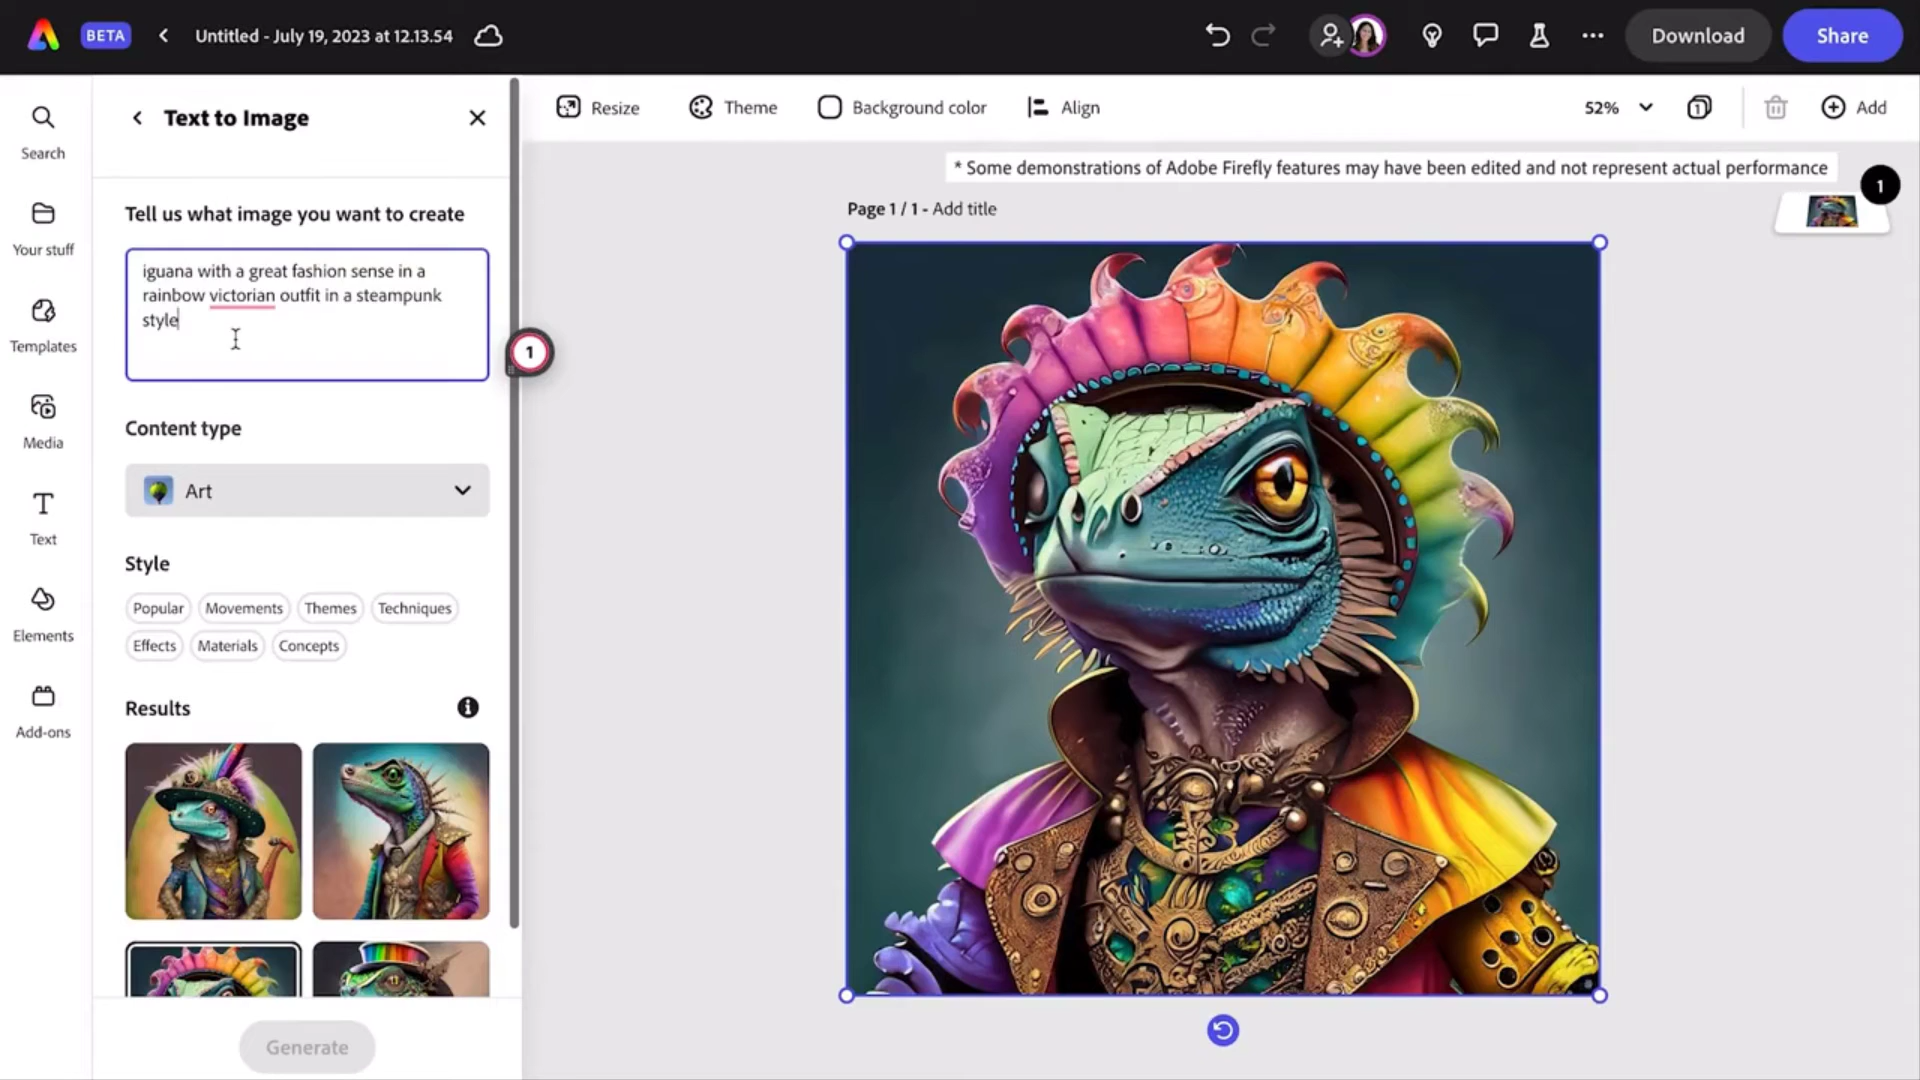 BETA
Untitled - July 19, 2023 at 12.13.54
Download
Share
Search
Your stuff
Templates
Media
Text
Elements
Add-ons
Text to Image
Tell us what image you want to create
iguana with a great fashion sense in a
rainbow victorian outfit in a steampunk
style
1
Content type
Art
Style
Popular
Movements
Themes
Techniques
Effects
Materials
Concepts
Results
Generate
Resize
Theme
Background color
Align
52%
1
Add
* Some demonstrations of Adobe Firefly features may have been edited and not represent actual performance
Page 1 / 1 - Add title
1